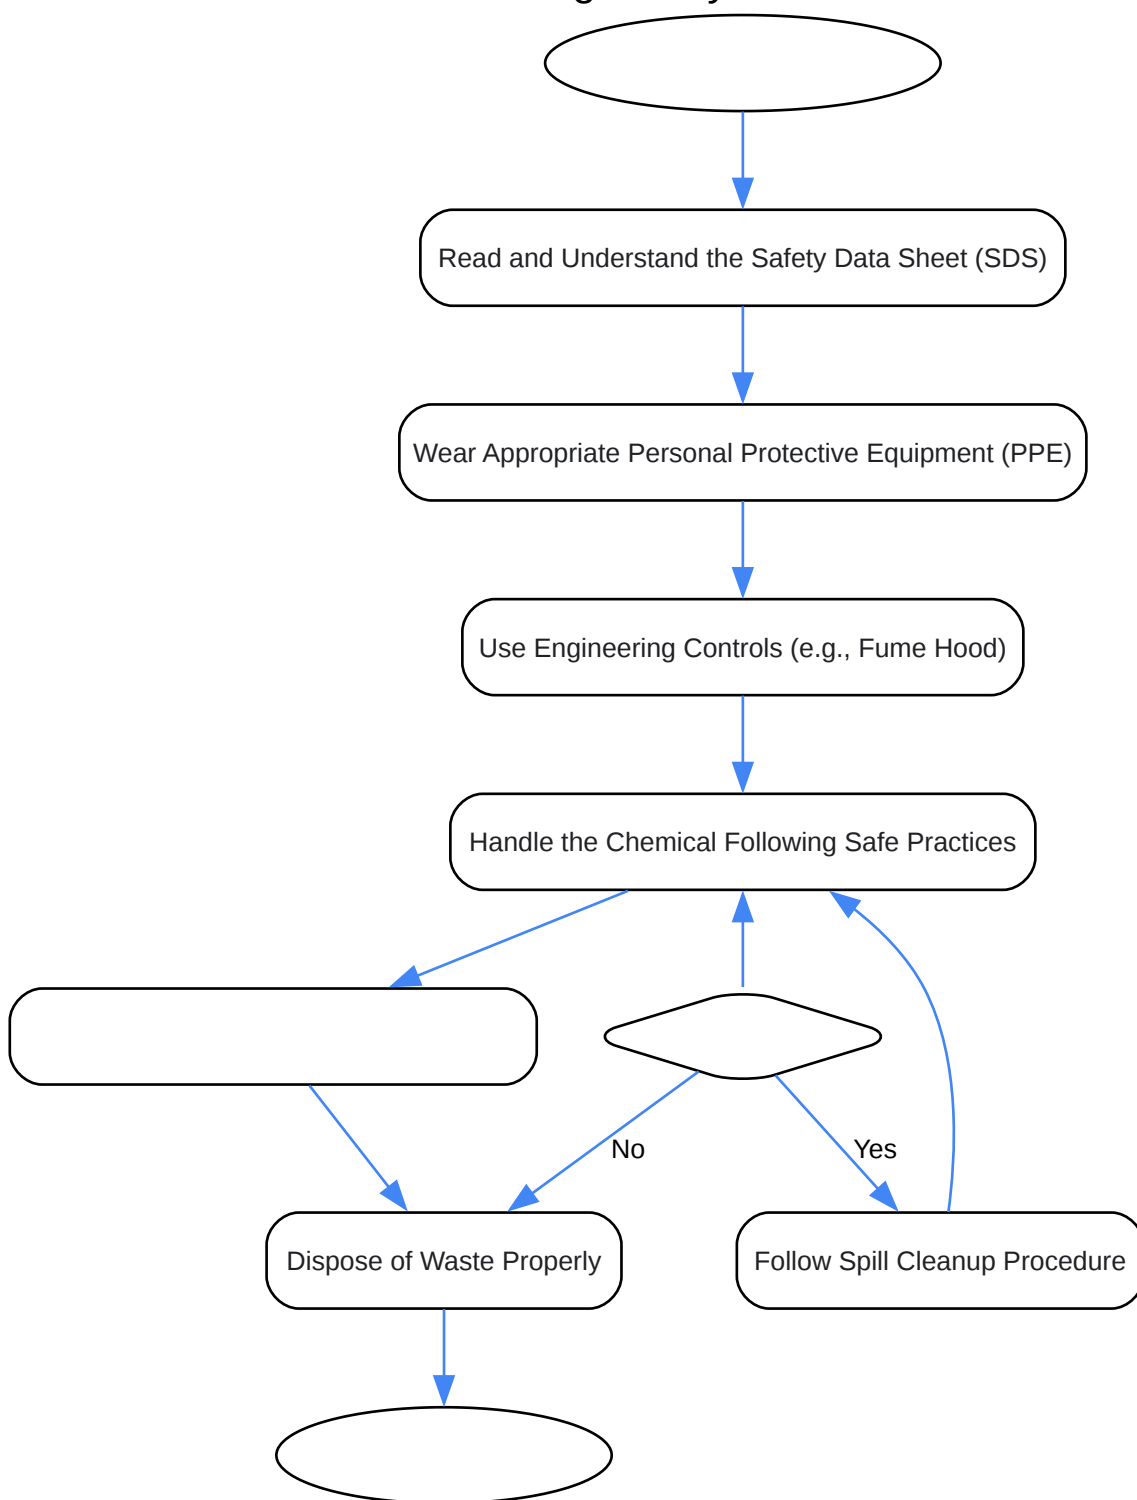 Read and Understand the Safety Data Sheet (SDS)
Wear Appropriate Personal Protective Equipment (PPE)
Use Engineering Controls (e.g., Fume Hood)
Handle the Chemical Following Safe Practices
No
Yes
Dispose of Waste Properly
Follow Spill Cleanup Procedure